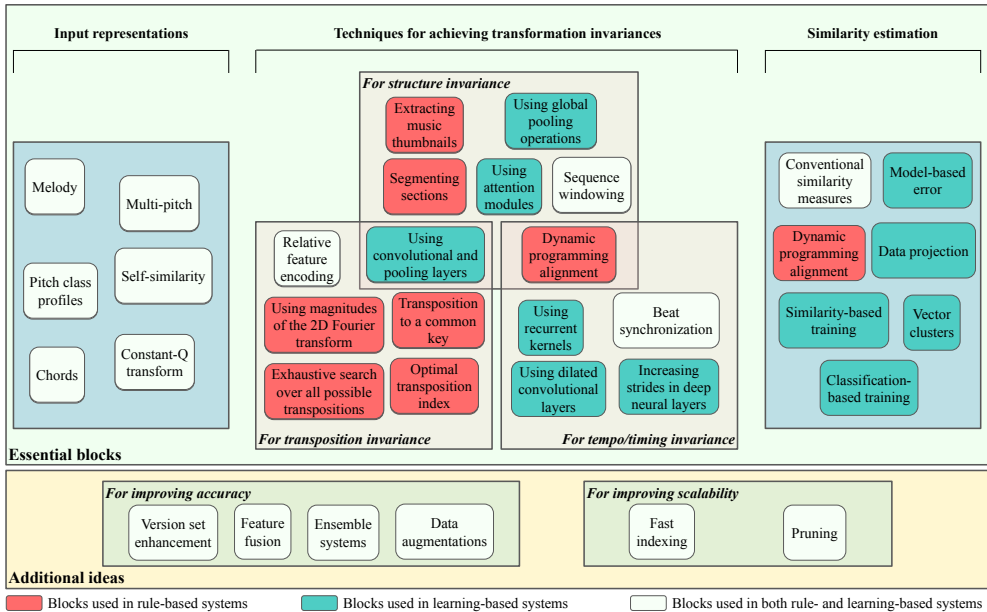 Input representations
Techniques for achieving transformation invariances
Similarity estimation
Melody
Multi-pitch
Pitch class
profiles
Self-similarity
Chords
Constant-Q
transform
For structure invariance
Extracting
music
thumbnails
Using global
pooling
operations
Segmenting
sections
Using
attention
modules
Sequence
windowing
Relative
feature
encoding
Using
convolutional and
pooling layers
Dynamic
programming
alignment
Using magnitudes
of the 2D Fourier
transform
Transposition
to a common
key
Exhaustive search
over all possible
transpositions
Optimal
transposition
index
For transposition invariance
Using
recurrent
kernels
Beat
synchronization
Using dilated
convolutional
layers
Increasing
strides in deep
neural layers
For tempo/timing invariance
Conventional
similarity
measures
Model-based
error
Dynamic
programming
alignment
Data projection
Similarity-based
training
Vector
clusters
Classification-
based training
Essential blocks
For improving accuracy
Version set
enhancement
Feature
fusion
Ensemble
systems
Data
augmentations
For improving scalability
Fast
indexing
Pruning
Additional ideas
Blocks used in rule-based systems
Blocks used in learning-based systems
Blocks used in both rule- and learning-based systems